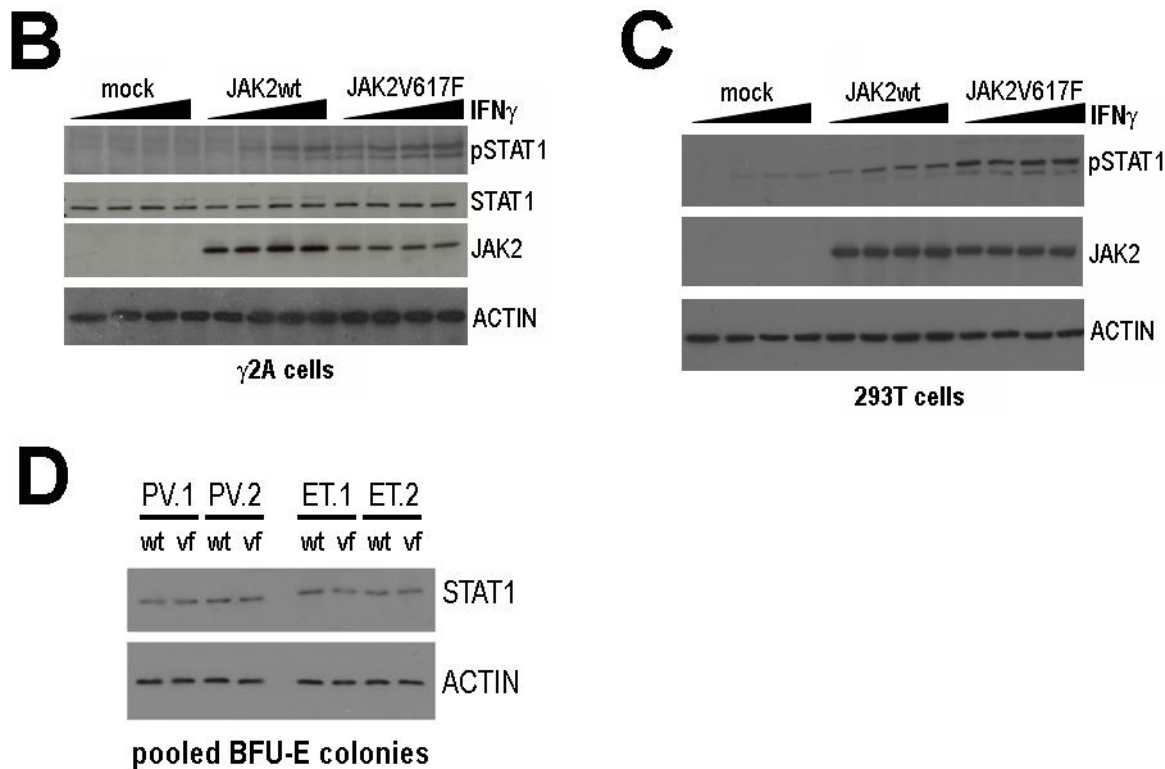 B
mock JAK2wt JAK2V617F
IFNγ
pSTAT1
STAT1
JAK2
ACTIN
γ2A cells
C
mock JAK2wt JAK2V617F
IFNγ
pSTAT1
JAK2
ACTIN
293T cells
D
PV.1 PV.2 ET.1 ET.2
wt vf wt vf wt vf wt vf
STAT1
ACTIN
pooled BFU-E colonies